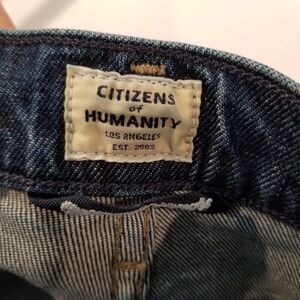 CITIZENS
of
HUMANITY
LOS ANGELES
EST. 2003